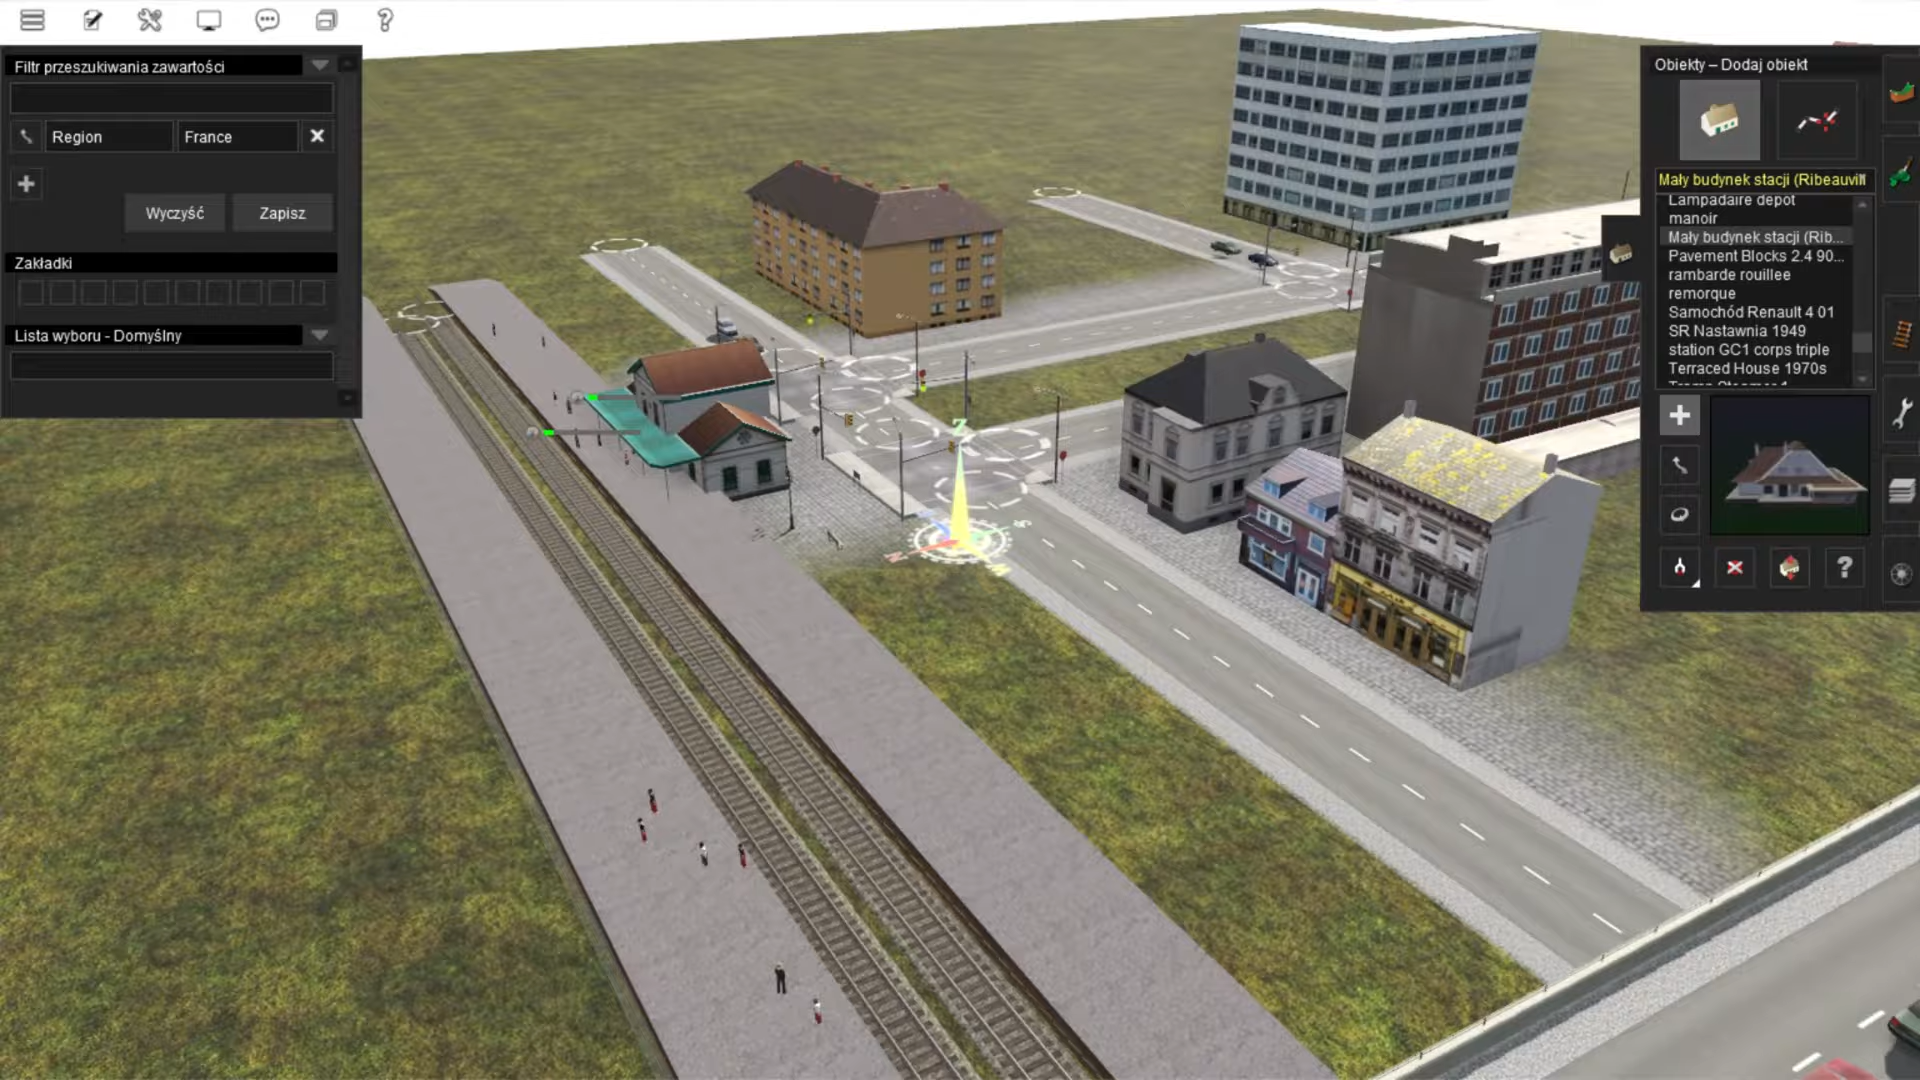 Filtr przeszukiwania zawartości
Region
France
Wyczyść
Zapisz
Zakładki
Lista wyboru - Domyślny
Z
N
Obiekty – Dodaj obiekt
Mały budynek stacji (Ribeauvill
Lampadaire depot
manoir
Mały budynek stacji (Rib...
Pavement Blocks 2.4 90...
rambarde rouillee
remorque
Samochód Renault 4 01
SR Nastawnia 1949
station GC1 corps triple
Terraced House 1970s